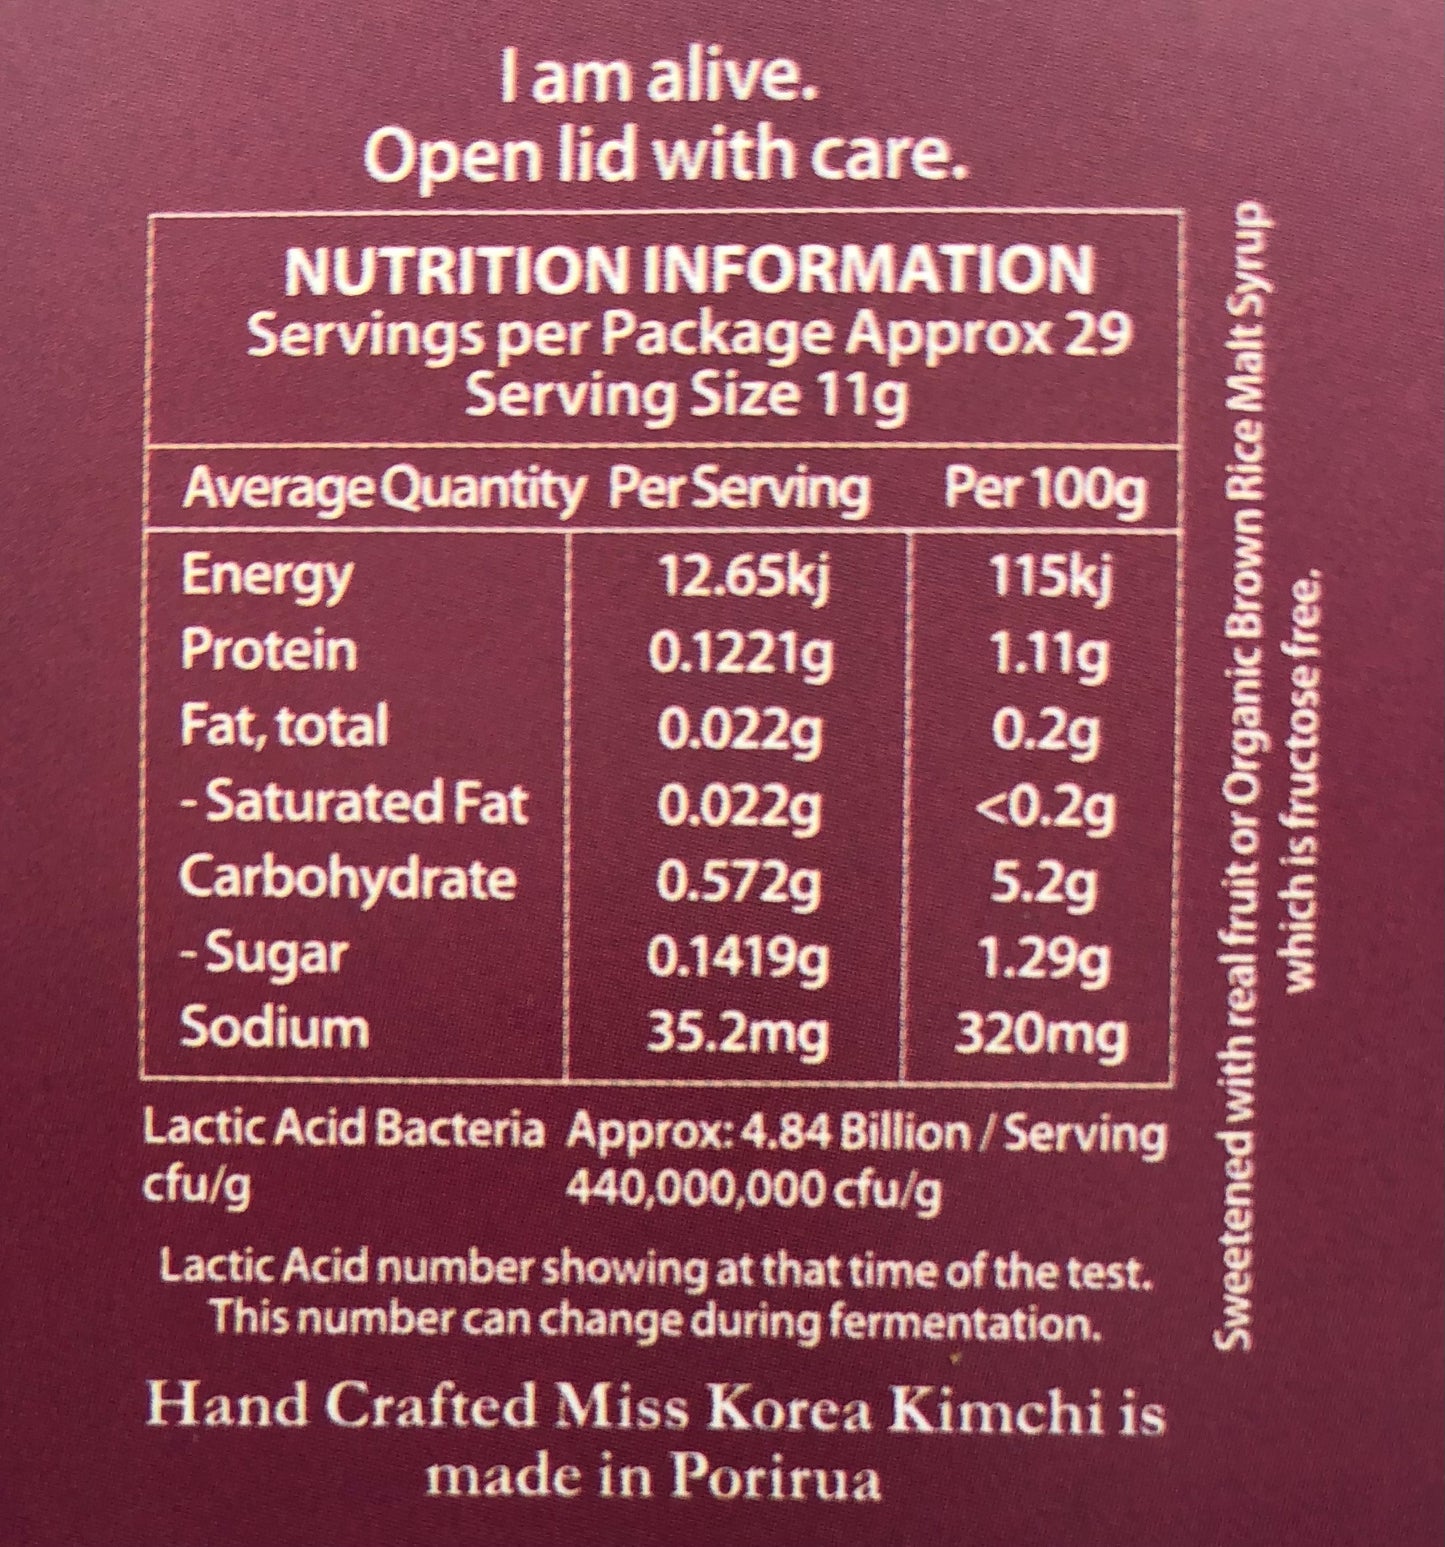 I am alive.
Open lid with care.
NUTRITION INFORMATION
Servings per Package Approx 29
Serving Size 11g
Average Quantity Per Serving Per 100g
Energy 12.65kj 115kj
Protein 0.1221g 1.11g
Fat, total 0.022g 0.2g
- Saturated Fat 0.022g <0.2g
Carbohydrate 0.572g 5.2g
- Sugar 0.1419g 1.29g
Sodium 35.2mg 320mg
Lactic Acid Bacteria Approx: 4.84 Billion / Serving
cfu/g 440,000,000 cfu/g
Lactic Acid number showing at that time of the test.
This number can change during fermentation.
Hand Crafted Miss Korea Kimchi is
made in Porirua
Sweetened with real fruit or Organic Brown Rice Malt Syrup
which is fructose free.